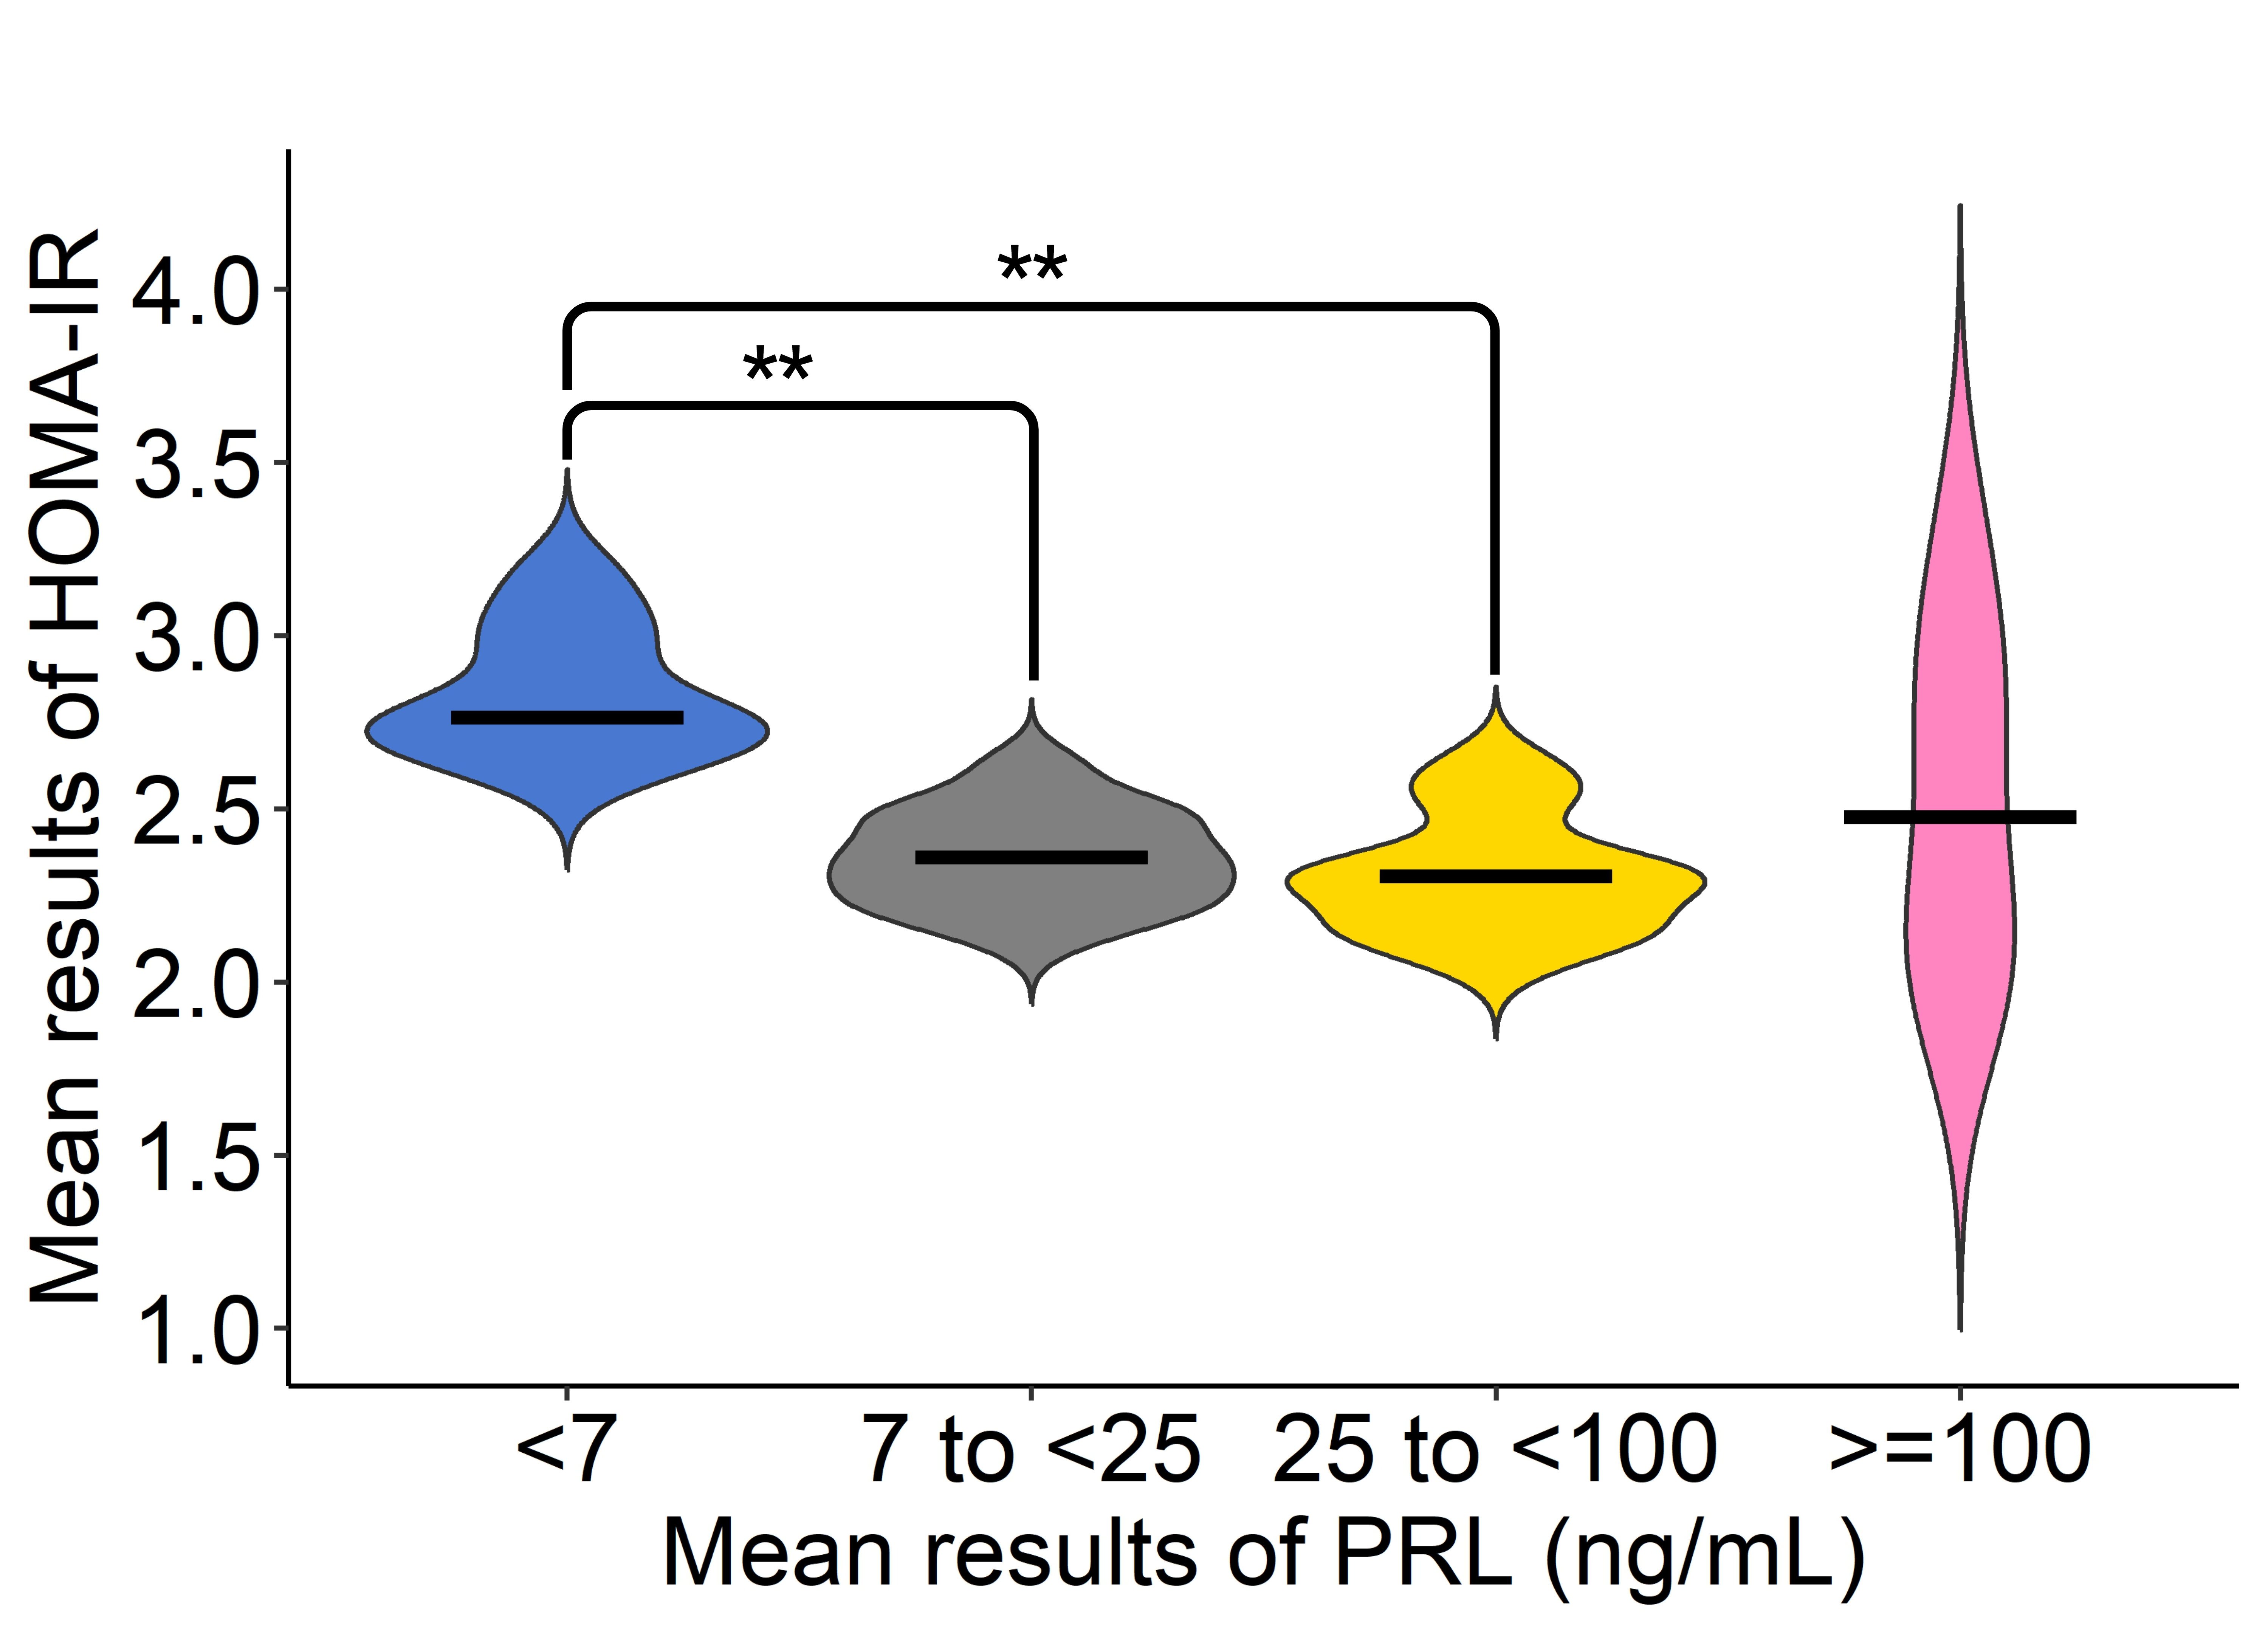 Mean results of HOMA-IR
4.0
3.5
3.0
2.5
2.0
1.5
1.0
**
**
<7
7 to <25
25 to <100
>=100
Mean results of PRL (ng/mL)